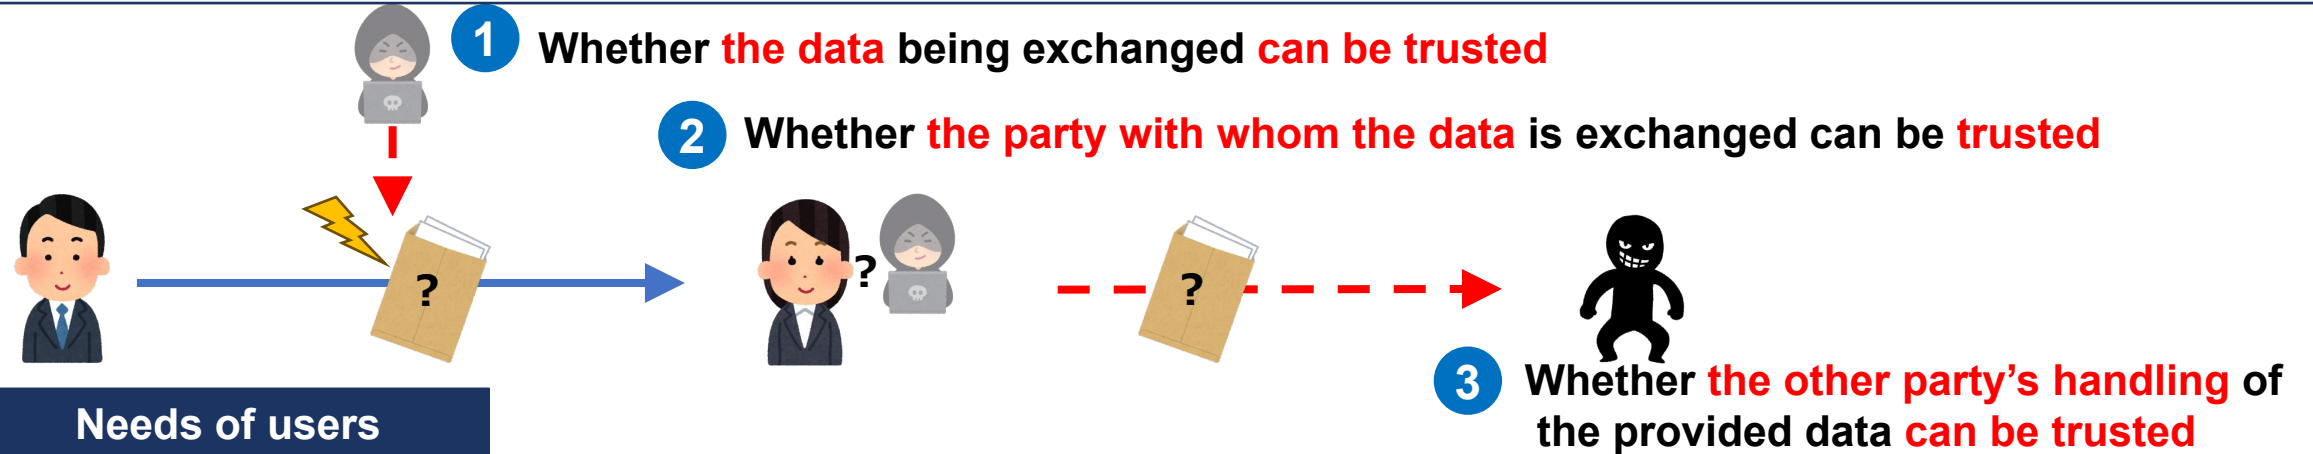 1 Whether the data being exchanged can be trusted
2 Whether the party with whom the data is exchanged can be trusted
?
?
?
3 Whether the other party’s handling of
the provided data can be trusted
Needs of users